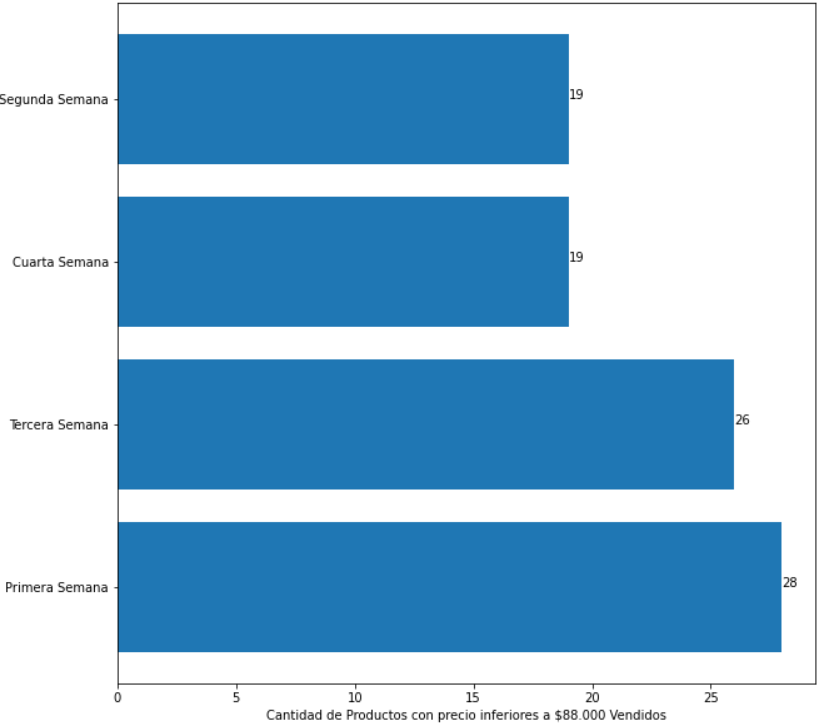 Segunda Semana
19
Cuarta Semana
19
Tercera Semana
26
Primera Semana
28
0 5 10 15 20 25
Cantidad de Productos con precio inferiores a $88.000 Vendidos